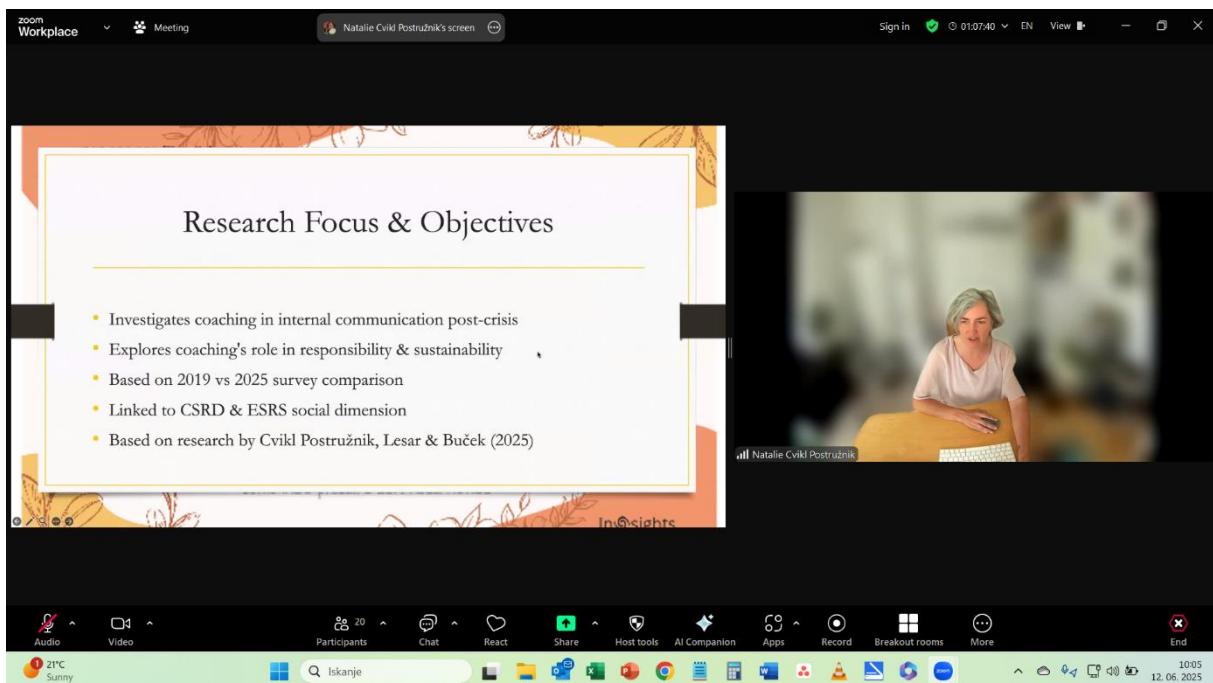 zoom
Workplace
Meeting
Natalie Cvikl Postružnik's screen
Sign in
01:07:40
EN
View
Research Focus & Objectives
• Investigates coaching in internal communication post-crisis
• Explores coaching's role in responsibility & sustainability
• Based on 2019 vs 2025 survey comparison
• Linked to CSRD & ESRS social dimension
• Based on research by Cvikl Postružnik, Lesar & Buček (2025)
Natalie Cvikl Postružnik
Audio
Video
20
Participants
Chat
React
Share
Host tools
AI Companion
Apps
Record
Breakout rooms
More
End
1
21°C
Sunny
Iskanje
10:05
12. 06. 2025